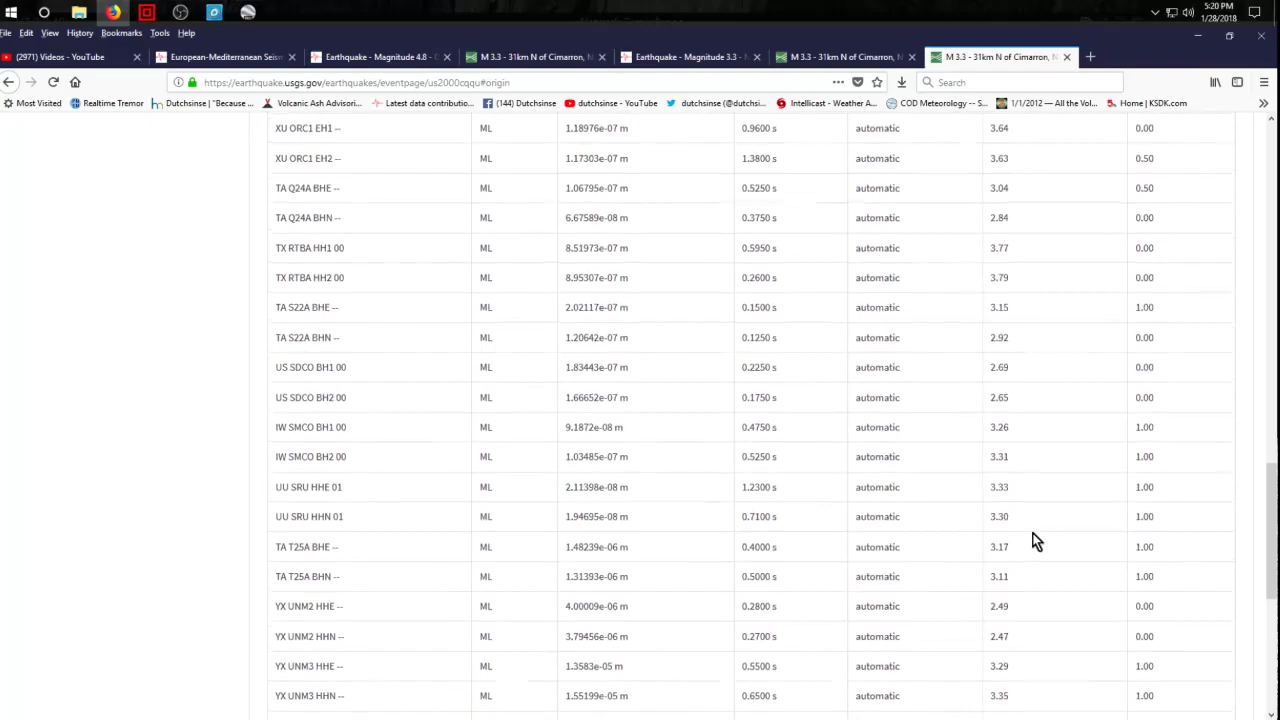 5:20 PM
1/28/2018
File Edit View History Bookmarks Tools Help
(2971) Videos - YouTube European-Mediterranean Seis Earthquake - Magnitude 4.8 - M 3.3 - 31km N of Cimarron, N Earthquake - Magnitude 3.3 - M 3.3 - 31km N of Cimarron, N M 3.3 - 31km N of Cimarron, N
https://earthquake.usgs.gov/earthquakes/eventpage/us2000cqqu#origin Search
Most Visited Realtime Tremor Dutchsinse | "Because ... Volcanic Ash Advisori... Latest data contributio... (144) Dutchsinse dutchsinse - YouTube dutchsinse (@dutchsi... Intellicast - Weather A... COD Meteorology -- S... 1/1/2012 — All the Vol... Home | KSDK.com
XU ORC1 EH1 -- ML 1.18976e-07 m 0.9600 s automatic 3.64 0.00
XU ORC1 EH2 -- ML 1.17303e-07 m 1.3800 s automatic 3.63 0.50
TA Q24A BHE -- ML 1.06795e-07 m 0.5250 s automatic 3.04 0.50
TA Q24A BHN -- ML 6.67589e-08 m 0.3750 s automatic 2.84 0.00
TX RTBA HH1 00 ML 8.51973e-07 m 0.5950 s automatic 3.77 0.00
TX RTBA HH2 00 ML 8.95307e-07 m 0.2600 s automatic 3.79 0.00
TA S22A BHE -- ML 2.02117e-07 m 0.1500 s automatic 3.15 1.00
TA S22A BHN -- ML 1.20642e-07 m 0.1250 s automatic 2.92 0.00
US SDCO BH1 00 ML 1.83443e-07 m 0.2250 s automatic 2.69 0.00
US SDCO BH2 00 ML 1.66652e-07 m 0.1750 s automatic 2.65 0.00
IW SMCO BH1 00 ML 9.1872e-08 m 0.4750 s automatic 3.26 1.00
IW SMCO BH2 00 ML 1.03485e-07 m 0.5250 s automatic 3.31 1.00
UU SRU HHE 01 ML 2.11398e-08 m 1.2300 s automatic 3.33 1.00
UU SRU HHN 01 ML 1.94695e-08 m 0.7100 s automatic 3.30 1.00
TA T25A BHE -- ML 1.48239e-06 m 0.4000 s automatic 3.17 1.00
TA T25A BHN -- ML 1.31393e-06 m 0.5000 s automatic 3.11 1.00
YX UNM2 HHE -- ML 4.00009e-06 m 0.2800 s automatic 2.49 0.00
YX UNM2 HHN -- ML 3.79456e-06 m 0.2700 s automatic 2.47 0.00
YX UNM3 HHE -- ML 1.3583e-05 m 0.5500 s automatic 3.29 1.00
YX UNM3 HHN -- ML 1.55199e-05 m 0.6500 s automatic 3.35 1.00